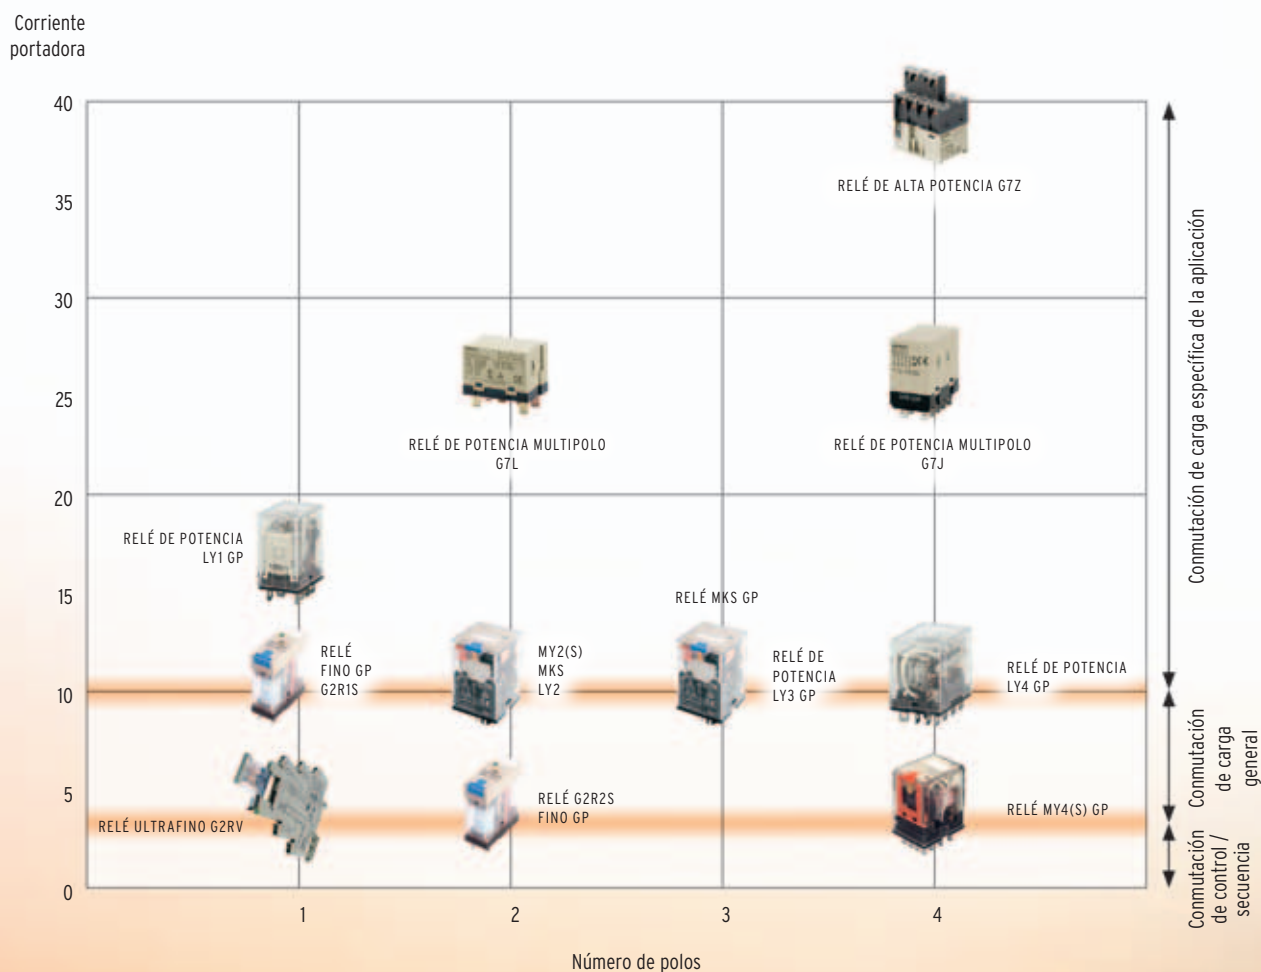 Corriente
portadora
40
35
30
25
20
15
10
5
0
RELÉ DE ALTA POTENCIA G7Z
RELÉ DE POTENCIA MULTIPOLO
G7L
RELÉ DE POTENCIA MULTIPOLO
G7J
RELÉ DE POTENCIA
LY1 GP
RELÉ MKS GP
RELÉ
FINO GP
G2R1S
MY2(S)
MKS
LY2
RELÉ DE
POTENCIA
LY3 GP
RELÉ DE POTENCIA
LY4 GP
RELÉ ULTRAFINO G2RV
RELÉ G2R2S
FINO GP
RELÉ MY4(S) GP
Conmutación de carga específica de la aplicación
Conmutación
de carga
general
Conmutación
de control /
secuencia
1
2
3
4
Número de polos